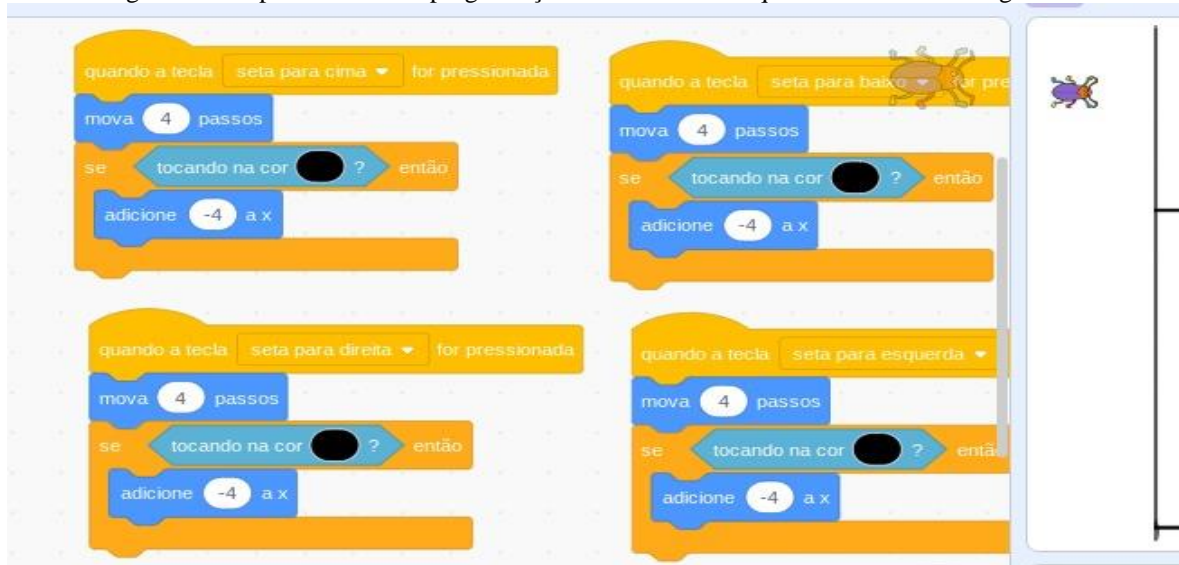 quando a tecla seta para cima for pressionada
mova 4 passos
se tocando na cor ? então
adicione -4 a x
quando a tecla seta para baixo
mova 4 passos
se tocando na cor ? então
adicione -4 a x
quando a tecla seta para direita for pressionada
mova 4 passos
se tocando na cor ? então
adicione -4 a x
quando a tecla seta para esquerda
mova 4 passos
se tocando na cor ?
adicione -4 a x